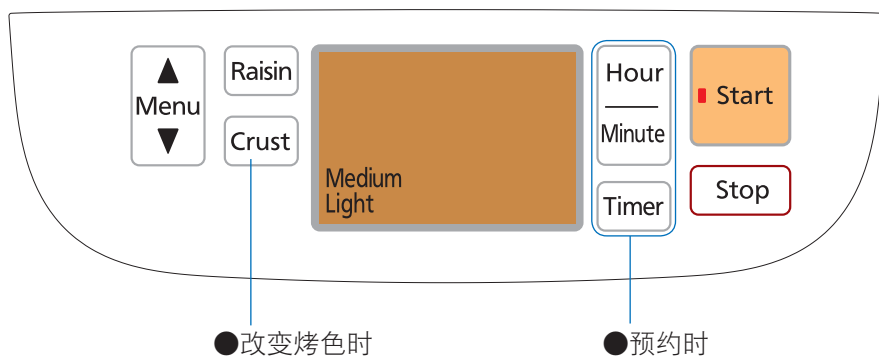 Menu
Raisin
Crust
Medium
Light
Hour
Minute
Timer
Start
Stop
●改变烤色时
●预约时